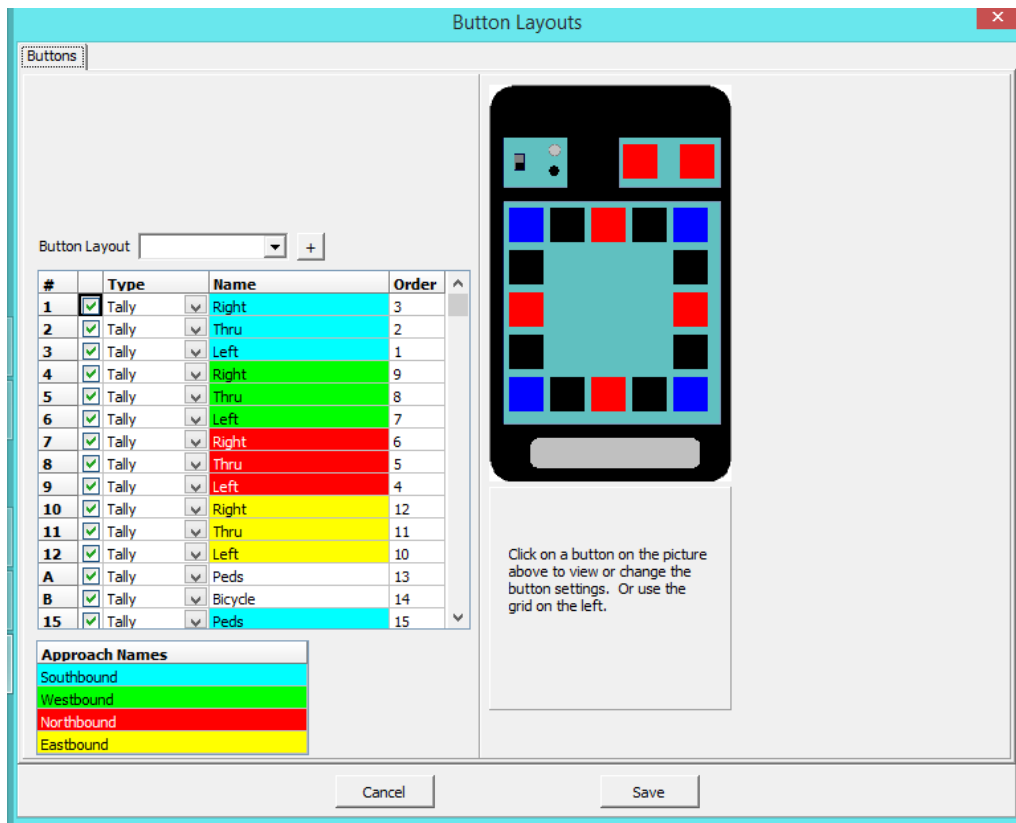 Button Layouts
Buttons
Button Layout
+
# Type Name Order
1 Tally Right 3
2 Tally Thru 2
3 Tally Left 1
4 Tally Right 9
5 Tally Thru 8
6 Tally Left 7
7 Tally Right 6
8 Tally Thru 5
9 Tally Left 4
10 Tally Right 12
11 Tally Thru 11
12 Tally Left 10
A Tally Peds 13
B Tally Bicycle 14
15 Tally Peds 15
Approach Names
Southbound
Westbound
Northbound
Eastbound
Click on a button on the picture
above to view or change the
button settings. Or use the
grid on the left.
Cancel
Save